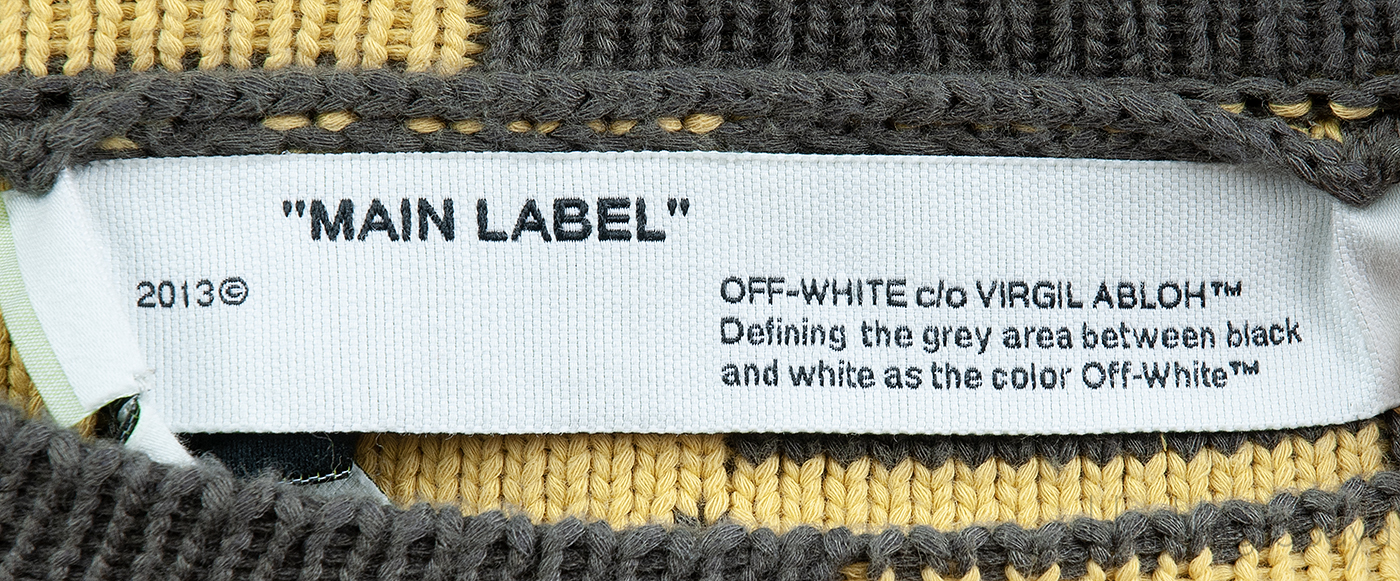 "MAIN LABEL"
2013©
OFF-WHITE c/o VIRGIL ABLOH™
Defining the grey area between black
and white as the color Off-White™